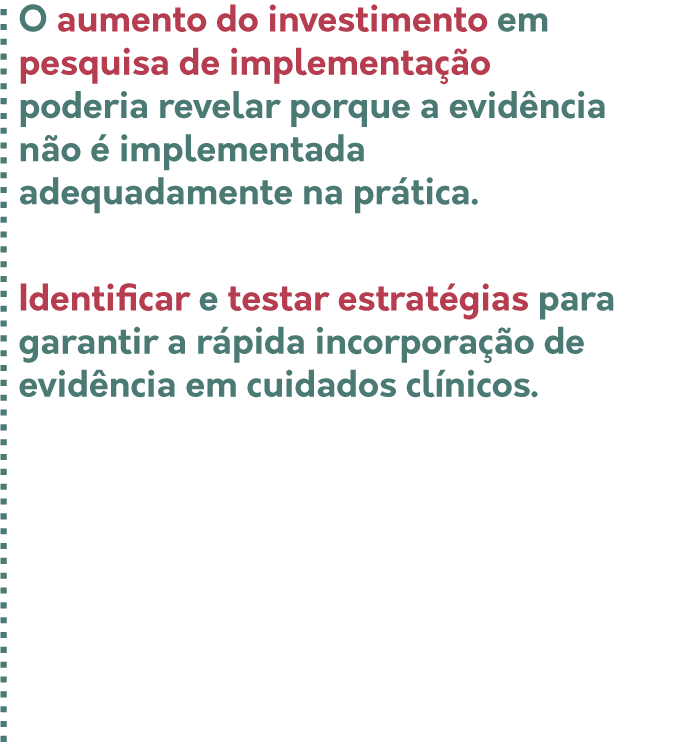 O aumento do investimento em
pesquisa de implementação
poderia revelar porque a evidência
não é implementada
adequadamente na prática.
Identificar e testar estratégias para
garantir a rápida incorporação de
evidência em cuidados clínicos.